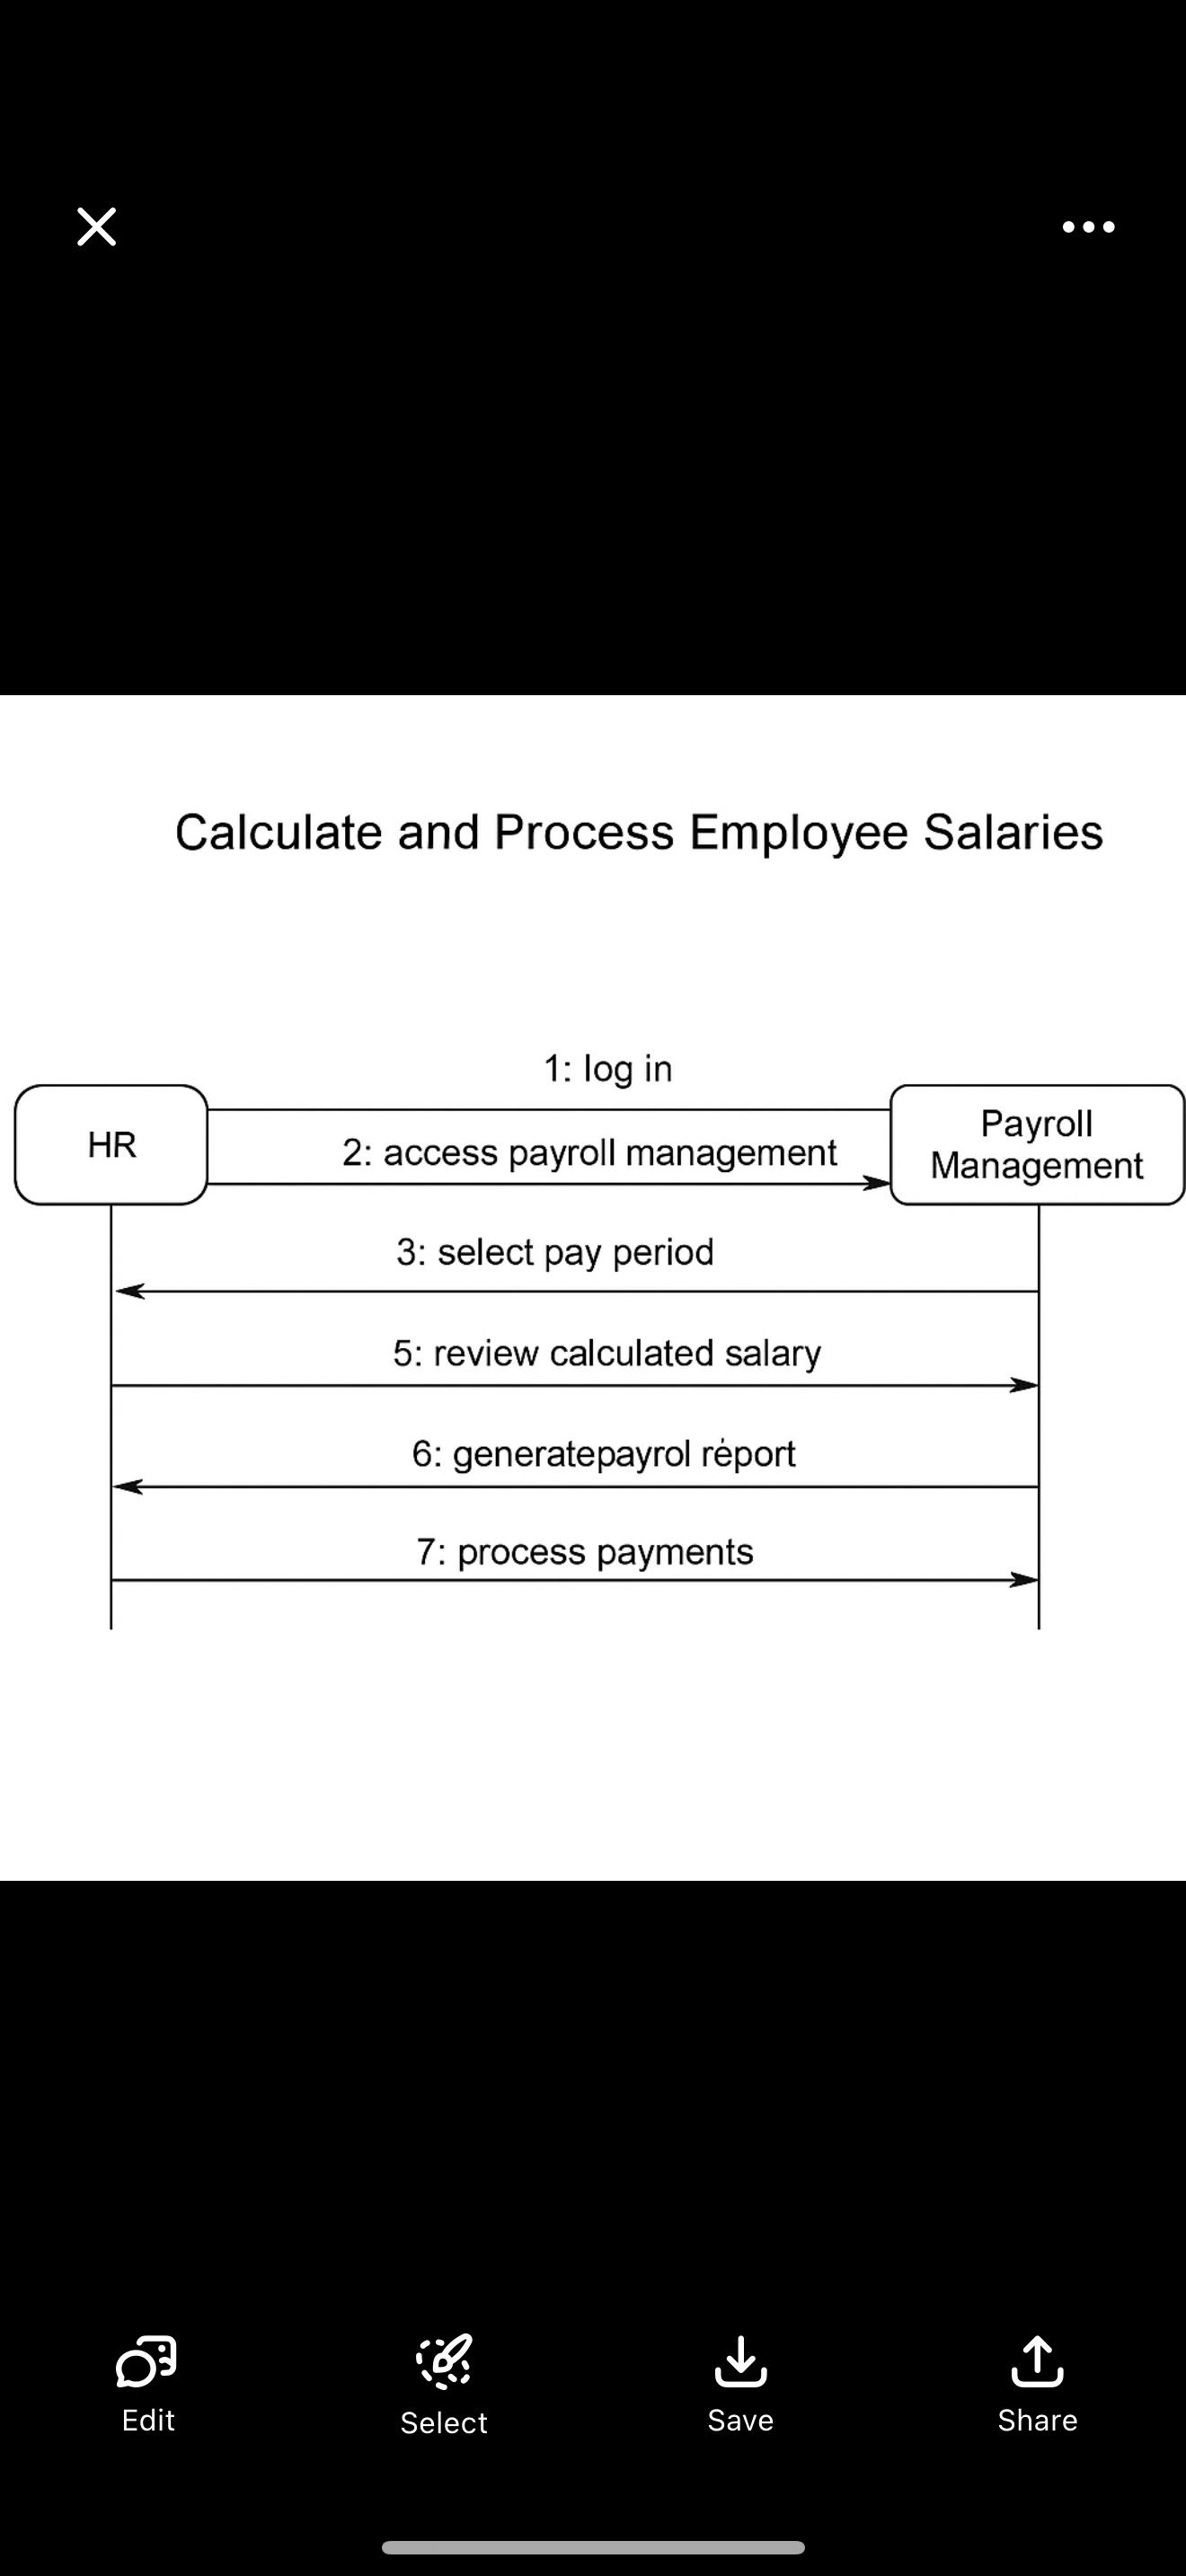 Calculate and Process Employee Salaries
1: log in
HR
2: access payroll management
Payroll
Management
3: select pay period
5: review calculated salary
6: generatepayrol réport
7: process payments
Edit
Select
Save
Share